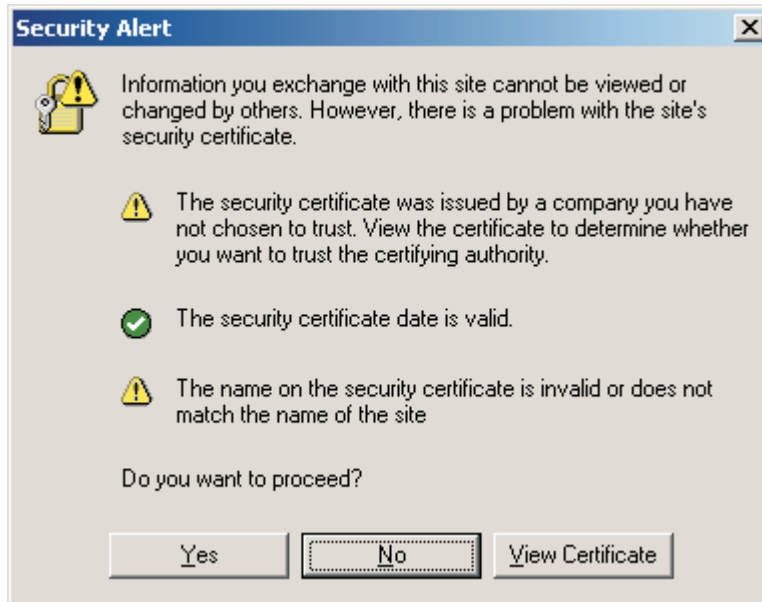 Security Alert
Information you exchange with this site cannot be viewed or
changed by others. However, there is a problem with the site's
security certificate.
The security certificate was issued by a company you have
not chosen to trust. View the certificate to determine whether
you want to trust the certifying authority.
The security certificate date is valid.
The name on the security certificate is invalid or does not
match the name of the site
Do you want to proceed?
Yes No View Certificate